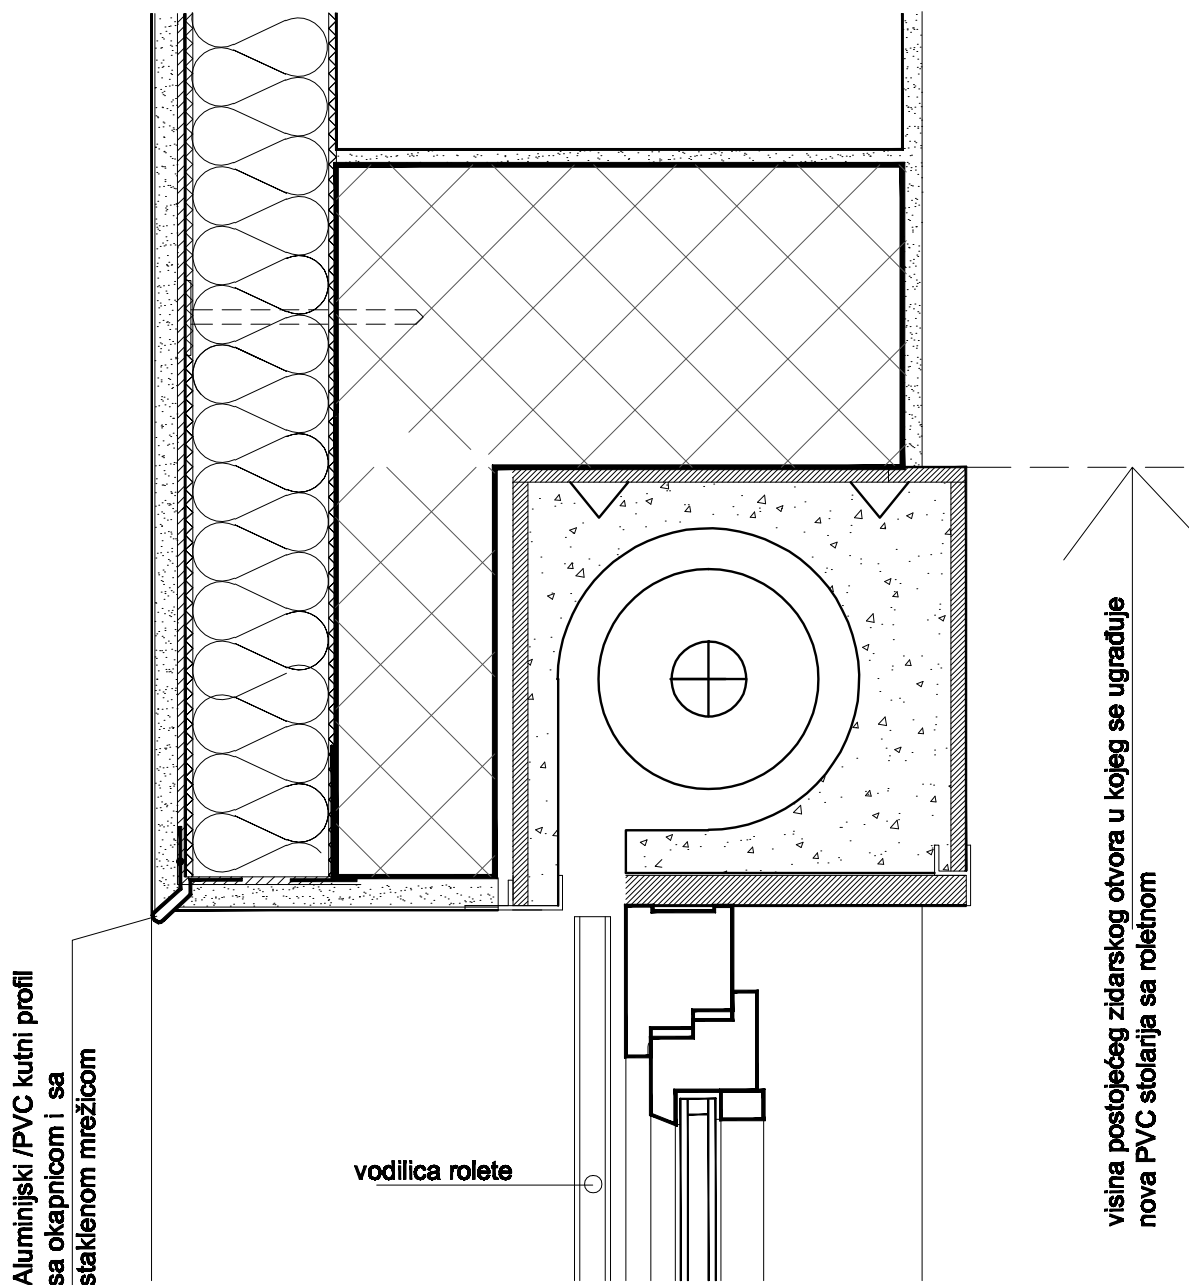 Aluminijski /PVC kutni profil
sa okapnicom i sa
staklenom mrežicom
vodilica rolete
visina postojećeg zidarskog otvora u kojeg se ugrađuje
nova PVC stolarija sa roletnom